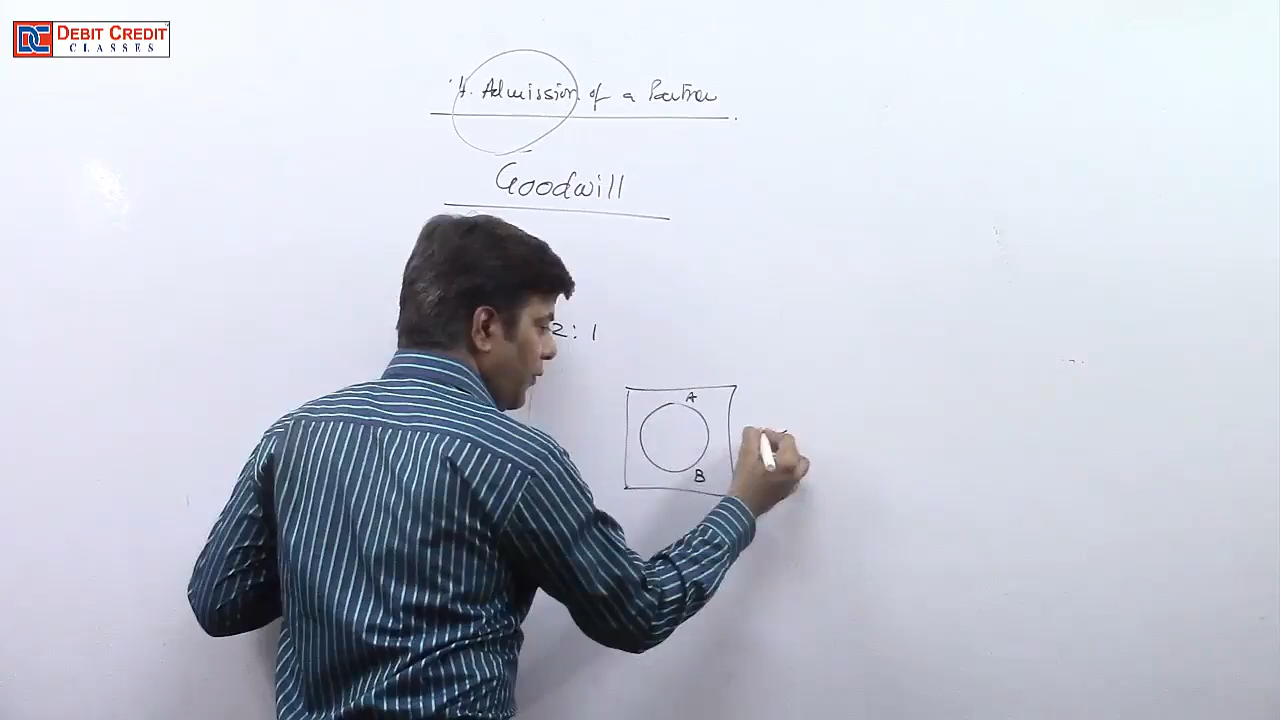 DEBIT CREDIT
CLASSES
4. Admission of a Partner
Goodwill
2 : 1
A
B